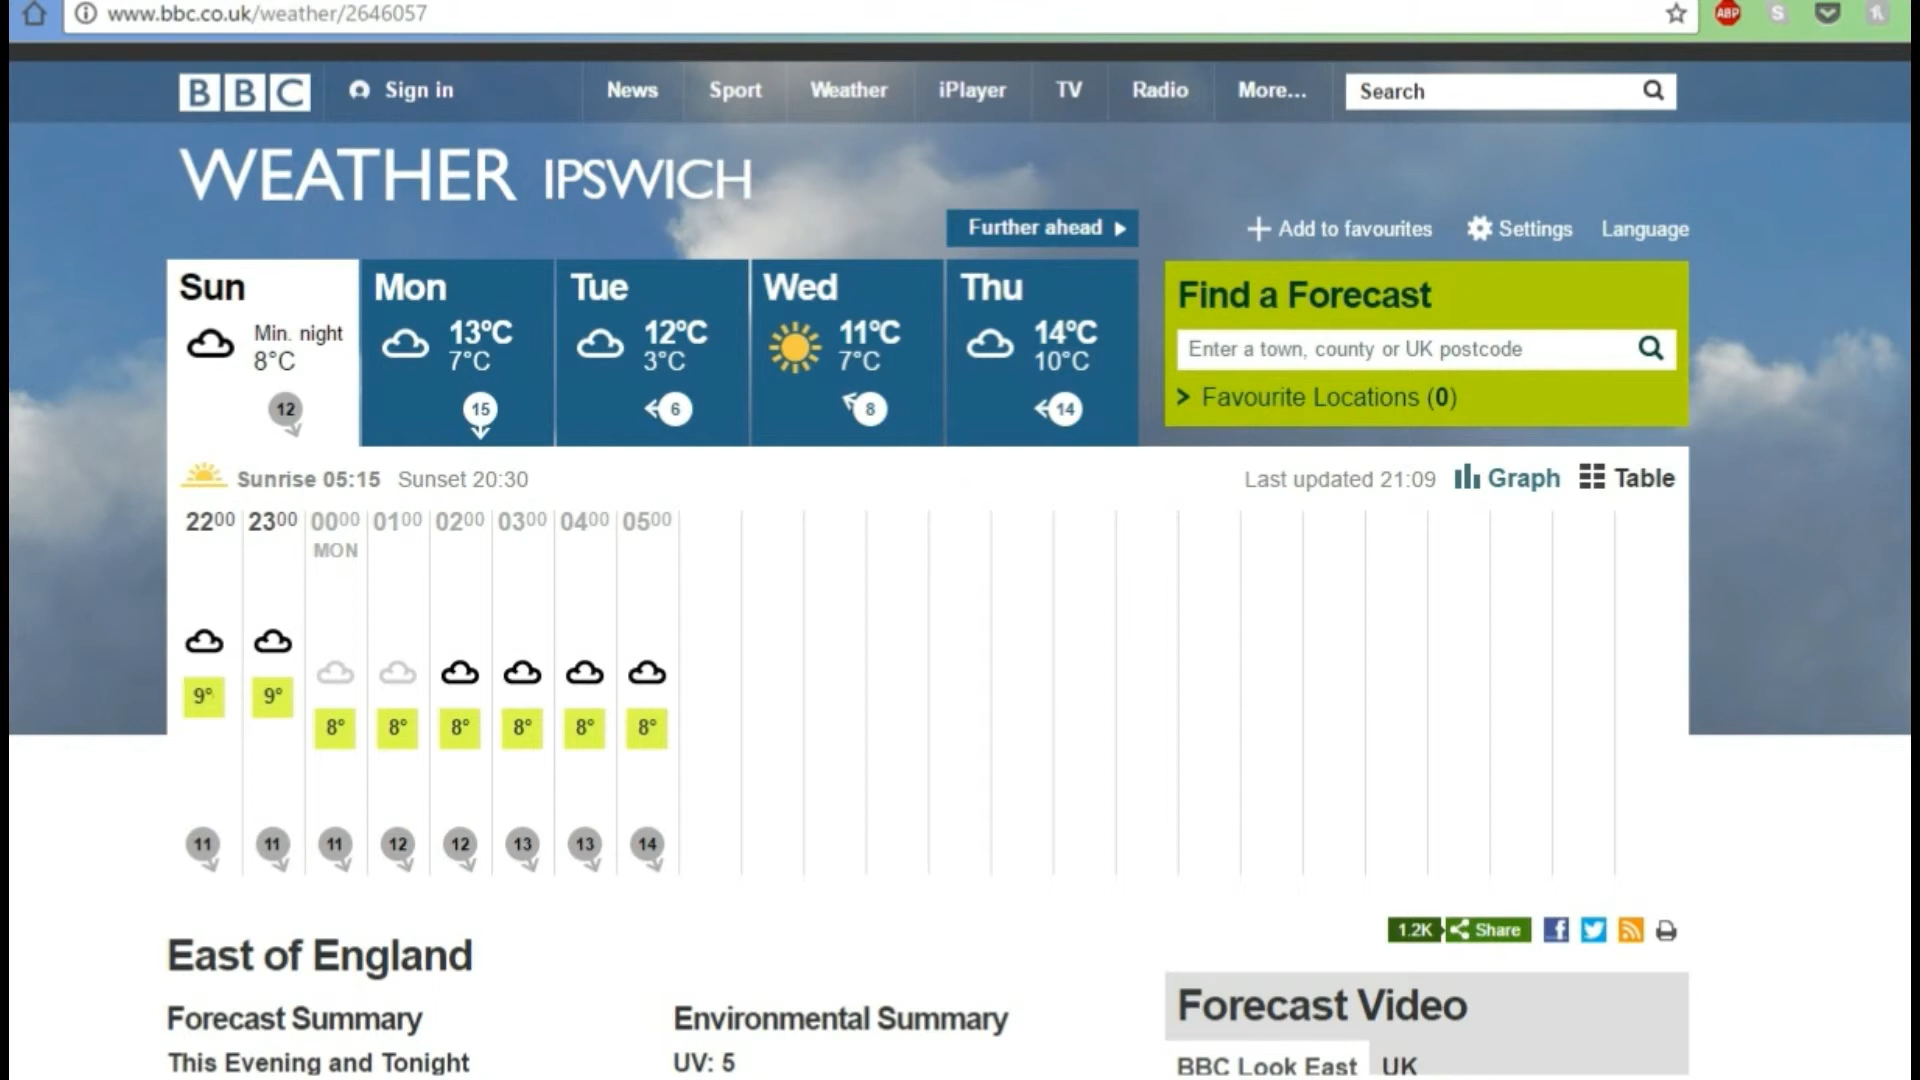 www.bbc.co.uk/weather/2646057
ABP
S
BBC Sign in News Sport Weather iPlayer TV Radio More... Search
WEATHER IPSWICH
Further ahead
Add to favourites Settings Language
Sun Mon Tue Wed Thu
Min. night 8°C
13°C 7°C
12°C 3°C
11°C 7°C
14°C 10°C
12 15 6 8 14
Find a Forecast
Enter a town, county or UK postcode
Favourite Locations (0)
Sunrise 05:15 Sunset 20:30
Last updated 21:09 Graph Table
2200 2300 0000 0100 0200 0300 0400 0500
MON
9° 9° 8° 8° 8° 8° 8° 8°
11 11 11 12 12 13 13 14
1.2K Share f
East of England
Forecast Summary
This Evening and Tonight
Environmental Summary
UV: 5
Forecast Video
BBC Look East UK